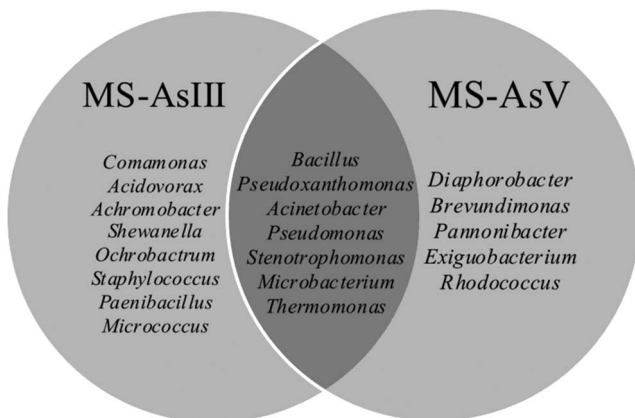 MS-AsIII
Comamonas
Acidovorax
Achromobacter
Shewanella
Ochrobactrum
Staphylococcus
Paenibacillus
Micrococcus
Bacillus
Pseudoxanthomonas
Acinetobacter
Pseudomonas
Stenotrophomonas
Microbacterium
Thermomonas
MS-AsV
Diaphorobacter
Brevundimonas
Pannonibacter
Exiguobacterium
Rhodococcus